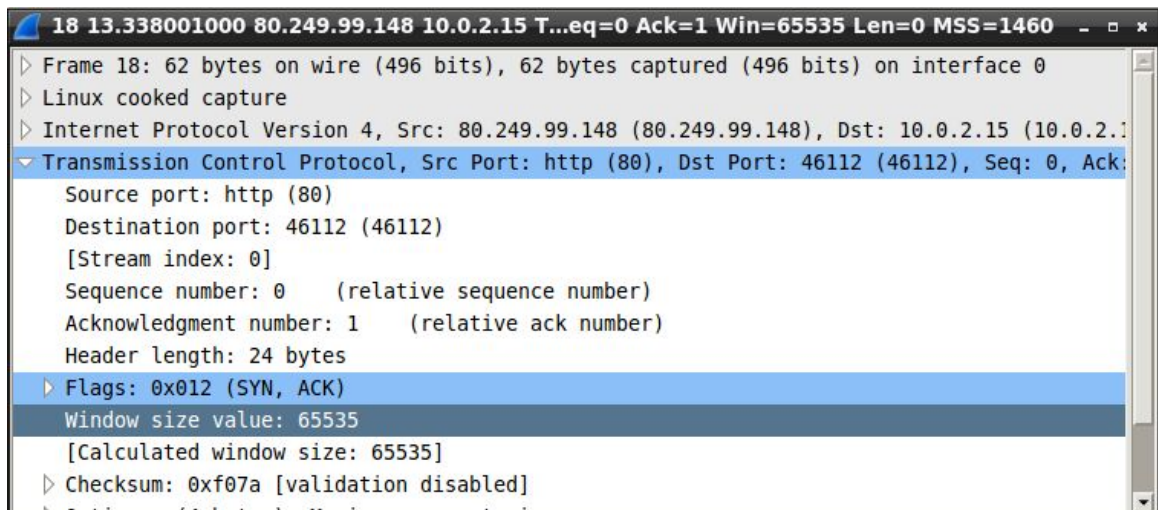 18 13.338001000 80.249.99.148 10.0.2.15 T...eq=0 Ack=1 Win=65535 Len=0 MSS=1460
Frame 18: 62 bytes on wire (496 bits), 62 bytes captured (496 bits) on interface 0
Linux cooked capture
Internet Protocol Version 4, Src: 80.249.99.148 (80.249.99.148), Dst: 10.0.2.15 (10.0.2.1
Transmission Control Protocol, Src Port: http (80), Dst Port: 46112 (46112), Seq: 0, Ack:
Source port: http (80)
Destination port: 46112 (46112)
[Stream index: 0]
Sequence number: 0 (relative sequence number)
Acknowledgment number: 1 (relative ack number)
Header length: 24 bytes
Flags: 0x012 (SYN, ACK)
Window size value: 65535
[Calculated window size: 65535]
Checksum: 0xf07a [validation disabled]